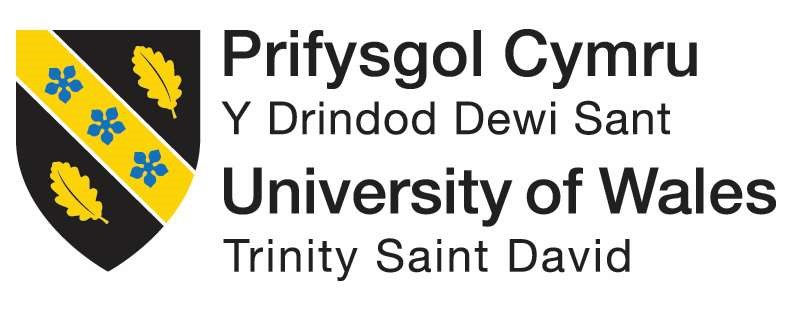 Prifysgol Cymru
Y Drindod Dewi Sant
University of Wales
Trinity Saint David